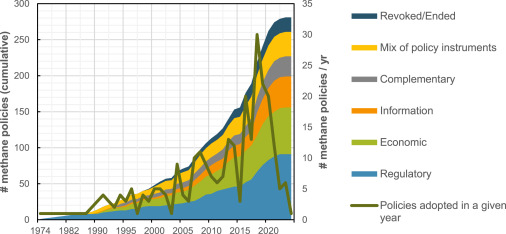 # methane policies (cumulative)
300
250
200
150
100
50
0
1974
1982
1990
1995
2000
2005
2010
2015
2020
35
30
25
20
15
10
5
0
# methane policies / yr
Revoked/Ended
Mix of policy instruments
Complementary
Information
Economic
Regulatory
Policies adopted in a given
year